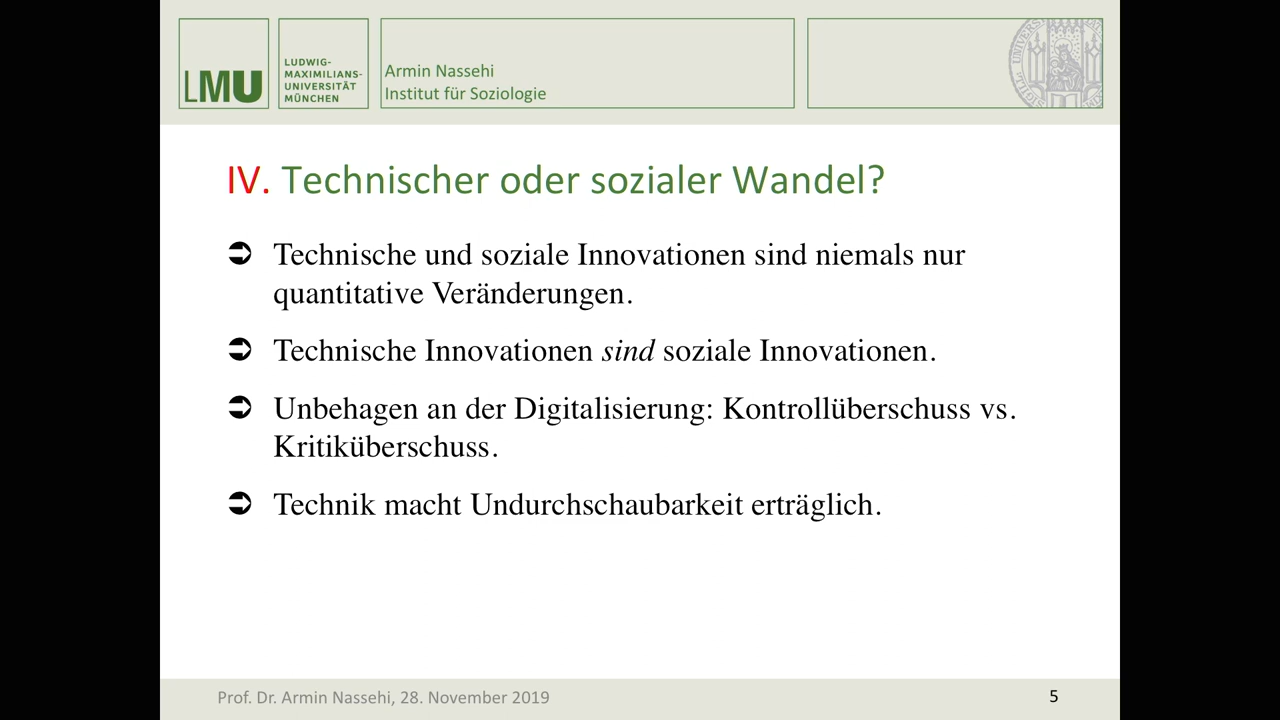 LMU
LUDWIG-
MAXIMILIANS-
UNIVERSITÄT
MÜNCHEN
Armin Nassehi
Institut für Soziologie
IV. Technischer oder sozialer Wandel?
Technische und soziale Innovationen sind niemals nur
quantitative Veränderungen.
Technische Innovationen sind soziale Innovationen.
Unbehagen an der Digitalisierung: Kontrollüberschuss vs.
Kritiküberschuss.
Technik macht Undurchschaubarkeit erträglich.
Prof. Dr. Armin Nassehi, 28. November 2019
5